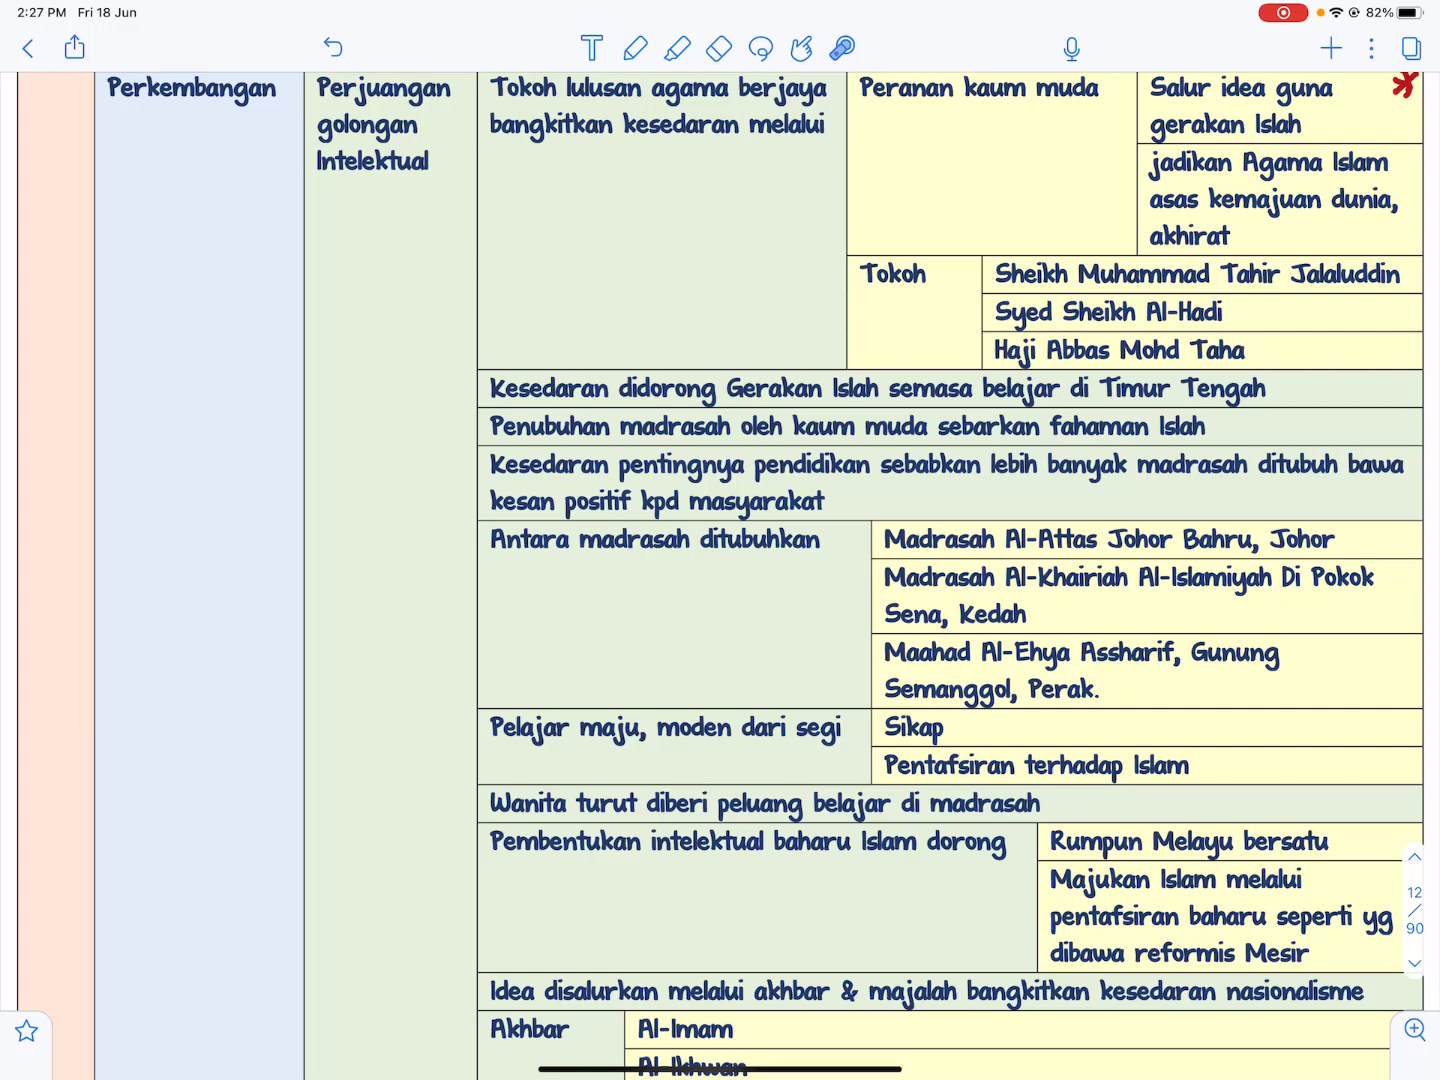 2:27 PM Fri 18 Jun
82%
Perkembangan
Perjuangan
golongan
Intelektual
Tokoh lulusan agama berjaya
bangkitkan kesedaran melalui
Peranan kaum muda
Salur idea guna
gerakan Islah
jadikan Agama Islam
asas kemajuan dunia,
akhirat
Tokoh
Sheikh Muhammad Tahir Jalaluddin
Syed Sheikh Al-Hadi
Haji Abbas Mohd Taha
Kesedaran didorong Gerakan Islah semasa belajar di Timur Tengah
Penubuhan madrasah oleh kaum muda sebarkan fahaman Islah
Kesedaran pentingnya pendidikan sebabkan lebih banyak madrasah ditubuh bawa
kesan positif kpd masyarakat
Antara madrasah ditubuhkan
Madrasah Al-Attas Johor Bahru, Johor
Madrasah Al-Khairiah Al-Islamiyah Di Pokok
Sena, Kedah
Maahad Al-Ehya Assharif, Gunung
Semanggol, Perak.
Pelajar maju, moden dari segi
Sikap
Pentafsiran terhadap Islam
Wanita turut diberi peluang belajar di madrasah
Pembentukan intelektual baharu Islam dorong
Rumpun Melayu bersatu
Majukan Islam melalui
pentafsiran baharu seperti yg
dibawa reformis Mesir
12
/
90
Idea disalurkan melalui akhbar & majalah bangkitkan kesedaran nasionalisme
Akhbar
Al-Imam
Al-Ikhwan